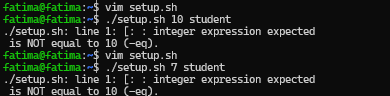 fatima@fatima:~$ vim setup.sh
fatima@fatima:~$ ./setup.sh 10 student
./setup.sh: line 1: [: : integer expression expected
 is NOT equal to 10 (-eq).
fatima@fatima:~$ vim setup.sh
fatima@fatima:~$ ./setup.sh 7 student
./setup.sh: line 1: [: : integer expression expected
 is NOT equal to 10 (-eq).